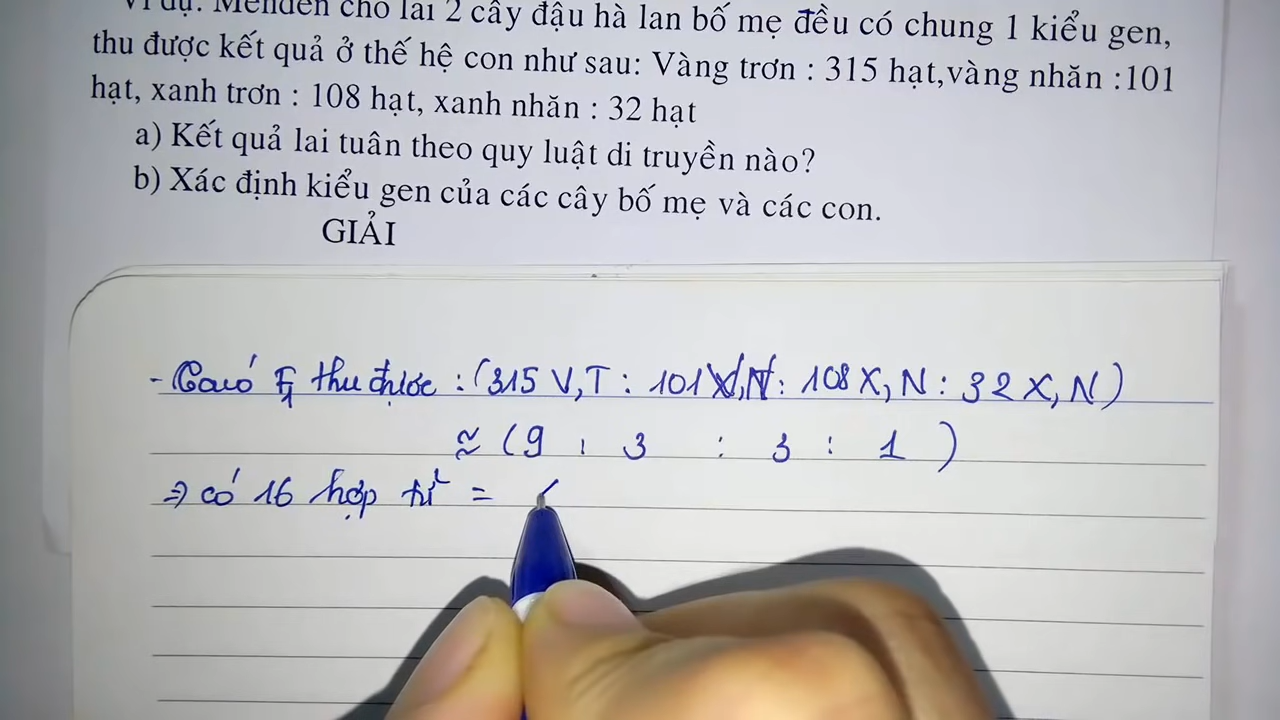 Ví dụ: Menđen cho lai 2 cây đậu hà lan bố mẹ đều có chung 1 kiểu gen,
thu được kết quả ở thế hệ con như sau: Vàng trơn : 315 hạt,vàng nhăn :101
hạt, xanh trơn : 108 hạt, xanh nhăn : 32 hạt
a) Kết quả lai tuân theo quy luật di truyền nào?
b) Xác định kiểu gen của các cây bố mẹ và các con.
GIẢI
F1 thu được : (315 V,T : 101 V,N : 108 X, N : 32 X, N )
≈ (9 : 3 : 3 : 1 )
⇒ có 16 hợp tử =